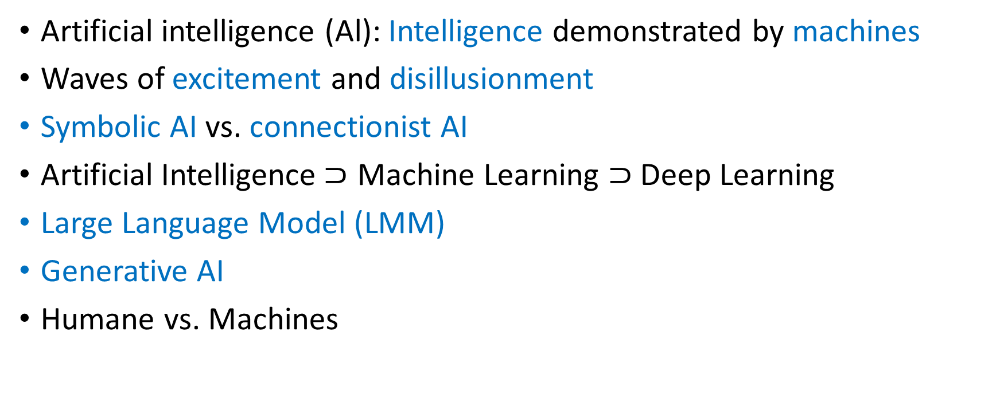 • Artificial intelligence (AI): Intelligence demonstrated by machines
• Waves of excitement and disillusionment
• Symbolic AI vs. connectionist AI
• Artificial Intelligence ⊃ Machine Learning ⊃ Deep Learning
• Large Language Model (LMM)
• Generative AI
• Humane vs. Machines